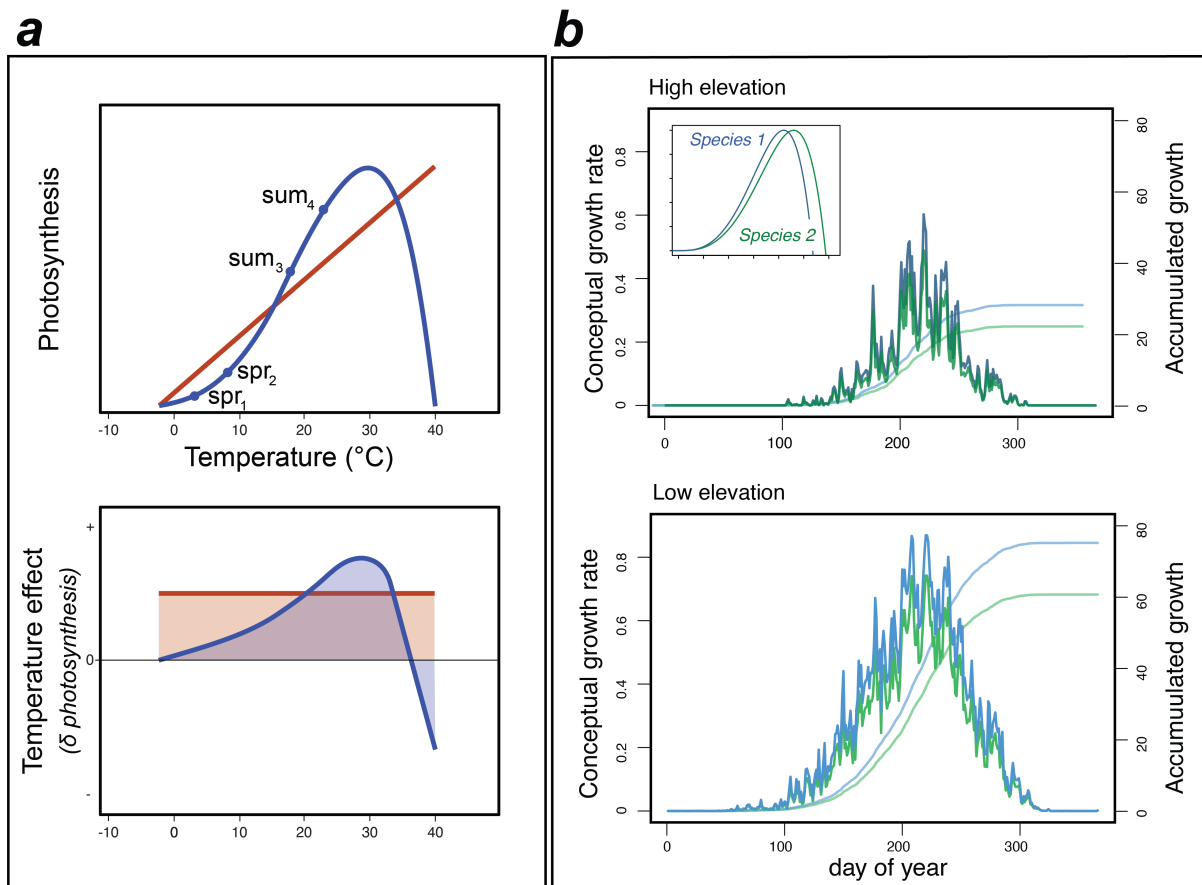 a
b
Photosynthesis
sum4
sum3
spr2
spr1
-10 0 10 20 30 40
Temperature (°C)
Temperature effect
(δ photosynthesis)
+
0
-
-10 0 10 20 30 40
High elevation
Conceptual growth rate
0 0.2 0.4 0.6 0.8
Species 1
Species 2
0 20 40 60 80
Accumuulated growth
0 100 200 300
Low elevation
Conceptual growth rate
0 0.2 0.4 0.6 0.8
0 20 40 60 80
Accumuulated growth
0 100 200 300
day of year